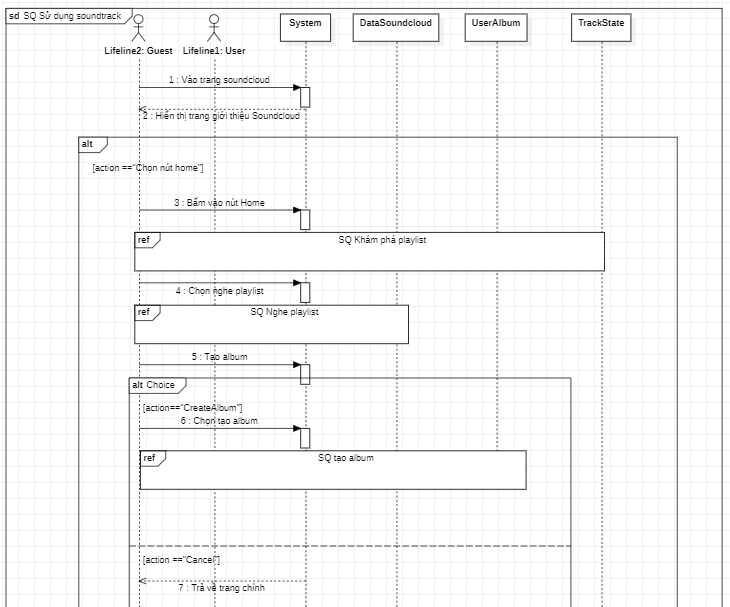 sd SQ Sử dụng soundtrack
System
DataSoundcloud
UserAlbum
TrackState
Lifeline2: Guest
Lifeline1: User
1 : Vào trang soundcloud
2 : Hiển thị trang giới thiệu Soundcloud
alt
[action =="Chọn nút home"]
3 : Bấm vào nút Home
ref
SQ Khám phá playlist
4 : Chọn nghe playlist
ref
SQ Nghe playlist
5 : Tạo album
alt Choice
[action=="CreateAlbum"]
6 : Chọn tạo album
ref
SQ tạo album
[action =="Cancel"]
7 : Trả về trang chính